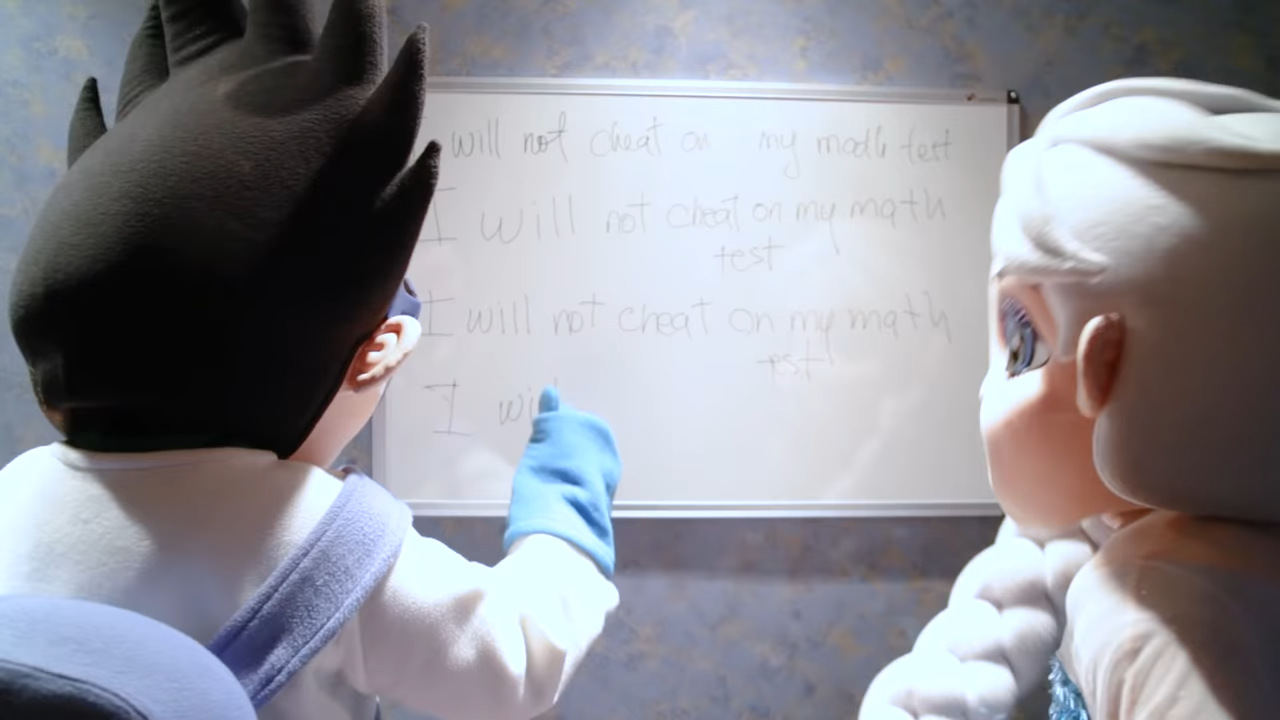 will not cheat on my math test
I will not cheat on my math
test
I will not cheat on my math
test
I wi